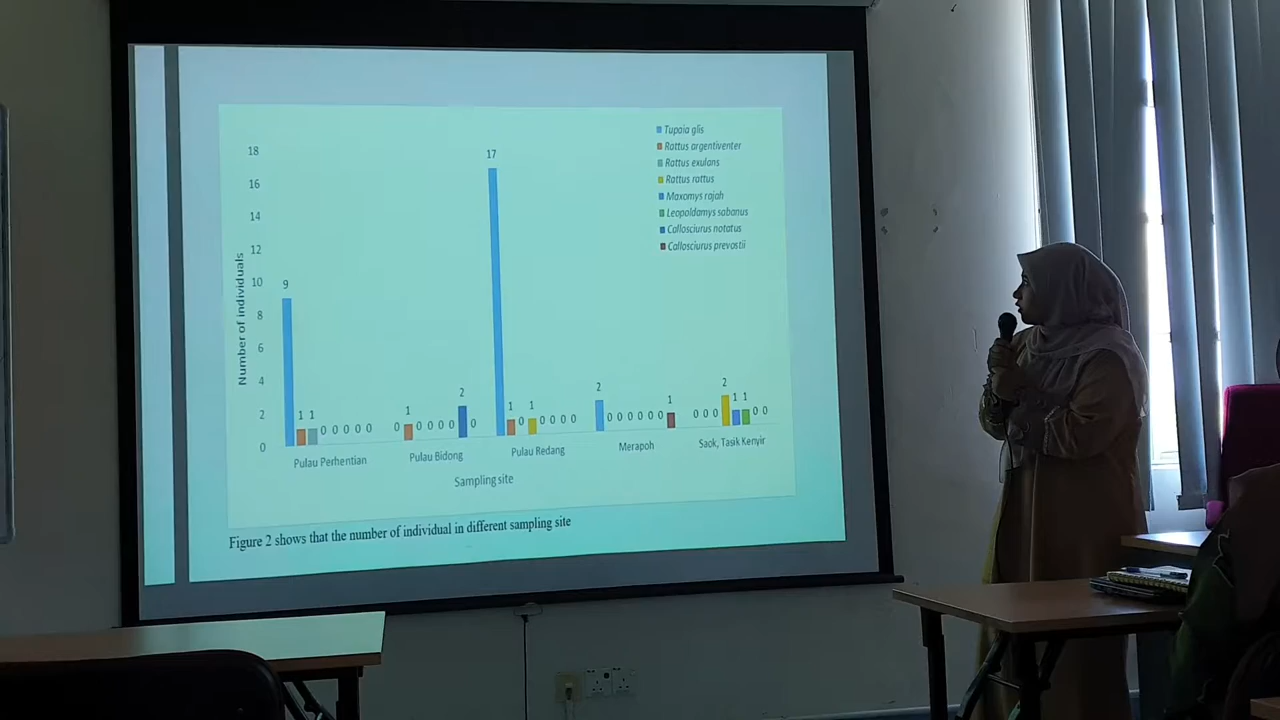 18
16
14
12
10
8
6
4
2
0
Number of individuals
9
1 1 0 0 0 0 0
0 1 0 0 0 0 2 0
17
1 0 1 0 0 0 0
2 0 0 0 0 0 0 1
0 0 0 2 1 1 0 0
Pulau Perhentian
Pulau Bidong
Pulau Redang
Merapoh
Saok, Tasik Kenyir
Sampling site
Tupaia glis
Rattus argentiventer
Rattus exulans
Rattus rattus
Maxomys rajah
Leopoldamys sabanus
Callosciurus notatus
Callosciurus prevostii
Figure 2 shows that the number of individual in different sampling site